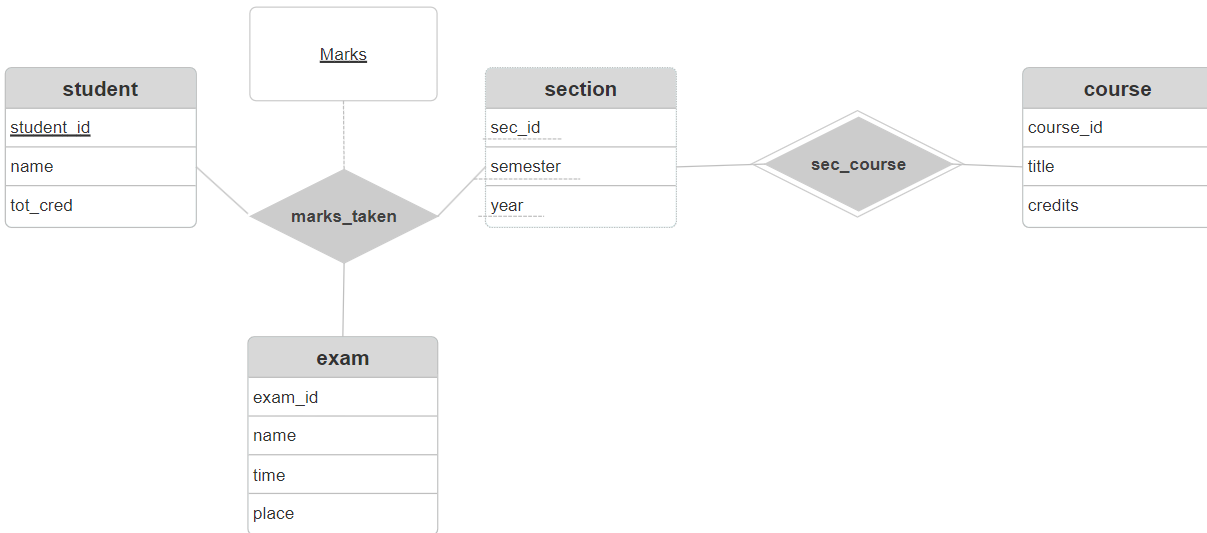 Marks
student
student_id
name
tot_cred
marks_taken
section
sec_id
semester
year
sec_course
course
course_id
title
credits
exam
exam_id
name
time
place